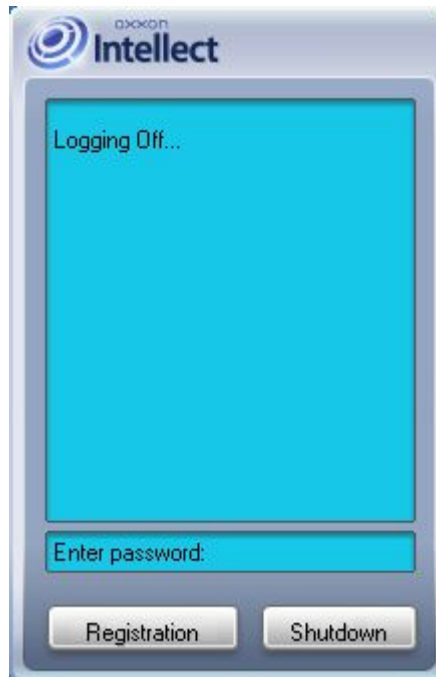 axxon
Intellect
Logging Off...
Enter password:
Registration
Shutdown